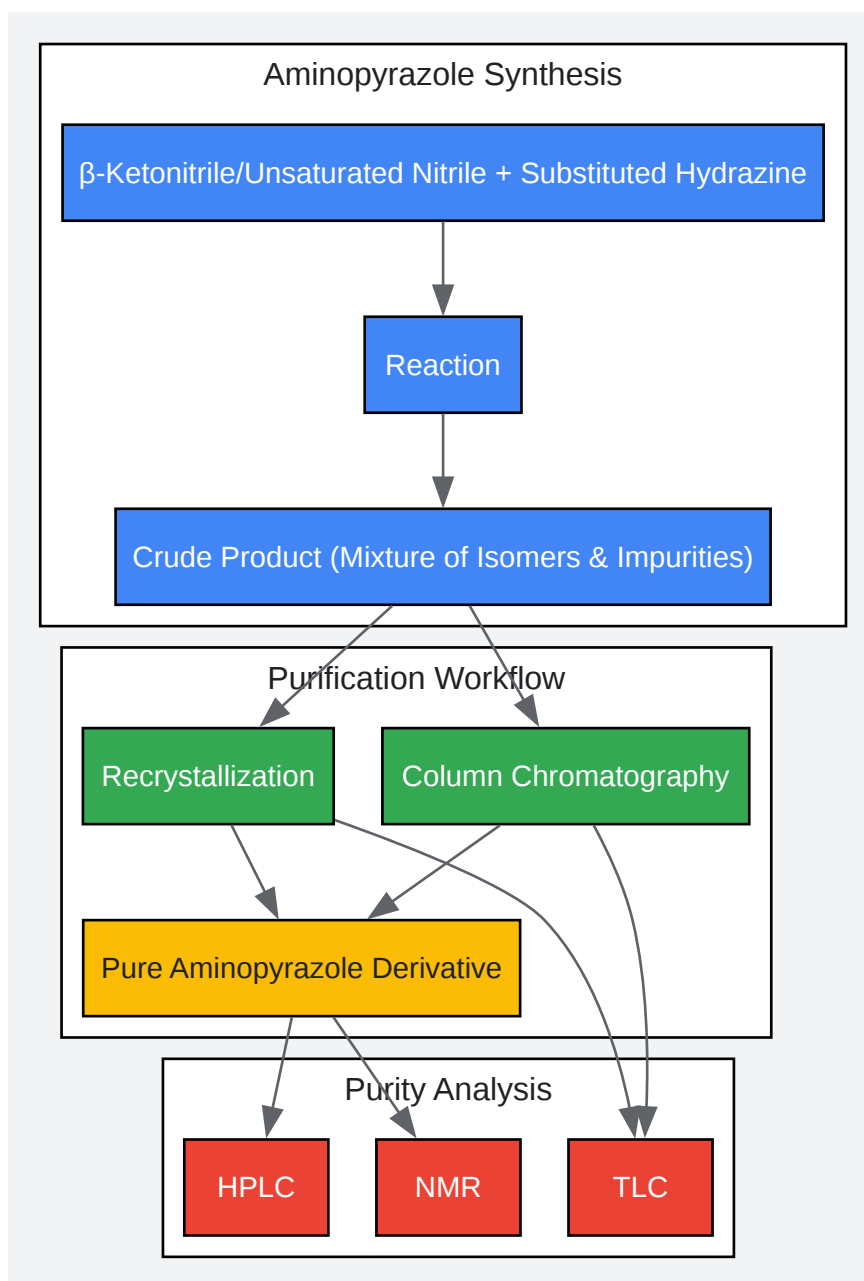 Aminopyrazole Synthesis
β-Ketonitrile/Unsaturated Nitrile + Substituted Hydrazine
Reaction
Crude Product (Mixture of Isomers & Impurities)
Purification Workflow
Recrystallization
Column Chromatography
Pure Aminopyrazole Derivative
Purity Analysis
HPLC
NMR
TLC